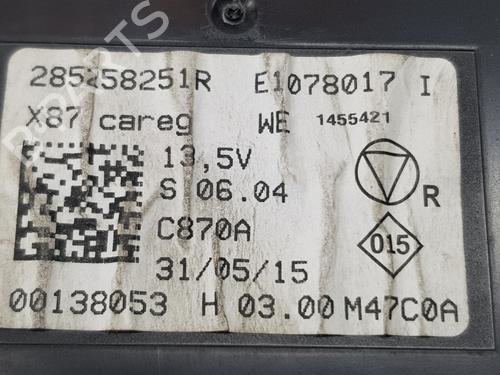 285258251R E1078017 I
X87 careg WE 1455421
13,5V
S 06.04
R
C870A
015
31/05/15
00138053 H 03.00 M47C0A